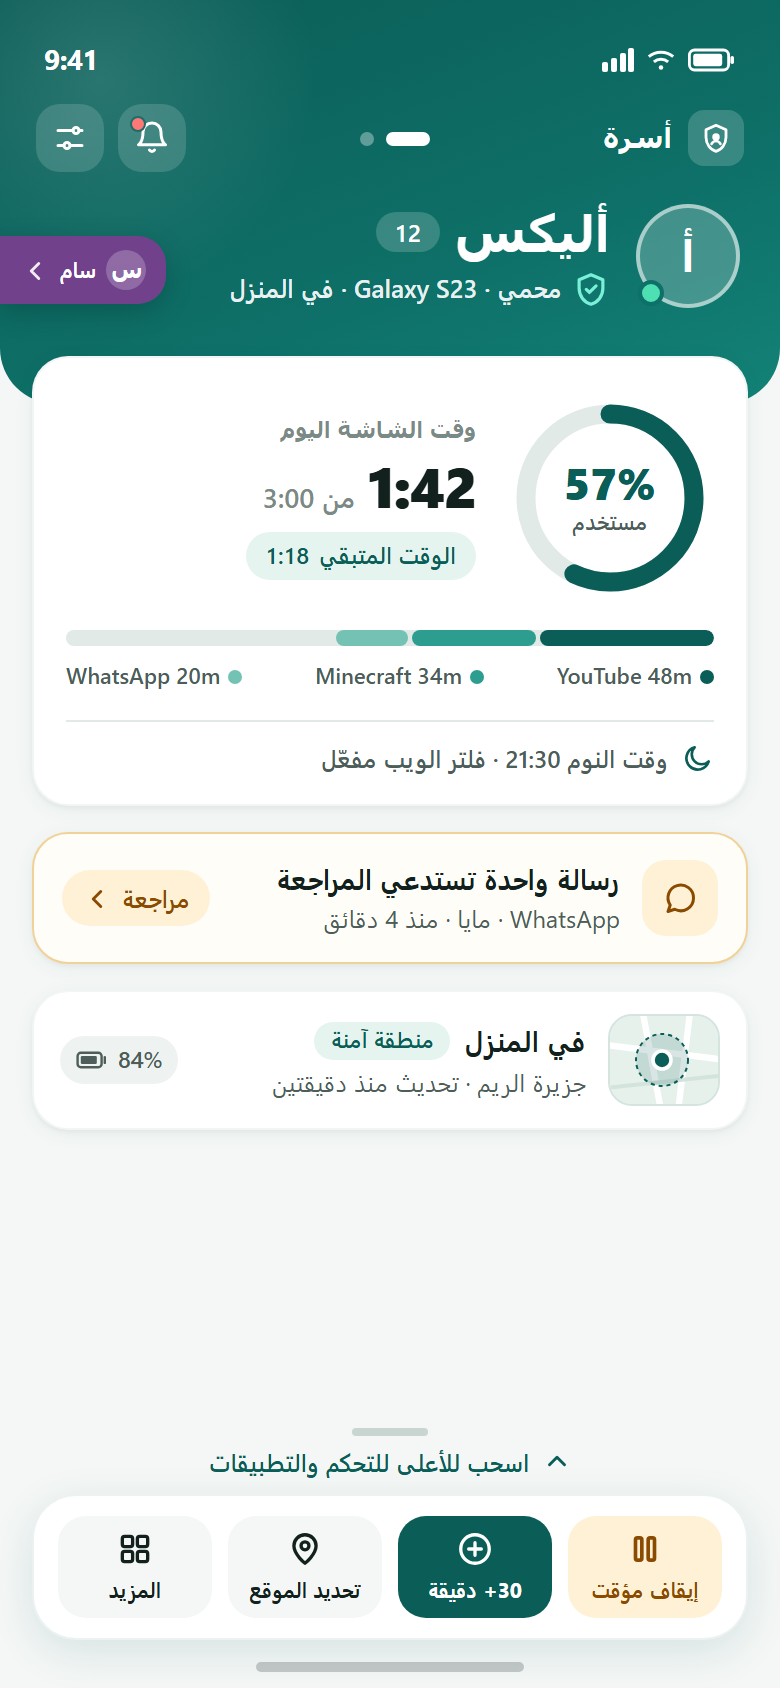 9:41
أسرة
أ
أليكس 12
محمي · Galaxy S23 · في المنزل
س سام
وقت الشاشة اليوم
57%
مستخدم
1:42 من 3:00
الوقت المتبقي 1:18
YouTube 48m
Minecraft 34m
WhatsApp 20m
وقت النوم 21:30 · فلتر الويب مفعّل
رسالة واحدة تستدعي المراجعة
WhatsApp · مايا · منذ 4 دقائق
مراجعة
في المنزل منطقة آمنة
جزيرة الريم · تحديث منذ دقيقتين
84%
اسحب للأعلى للتحكم والتطبيقات
إيقاف مؤقت
+30 دقيقة
تحديد الموقع
المزيد